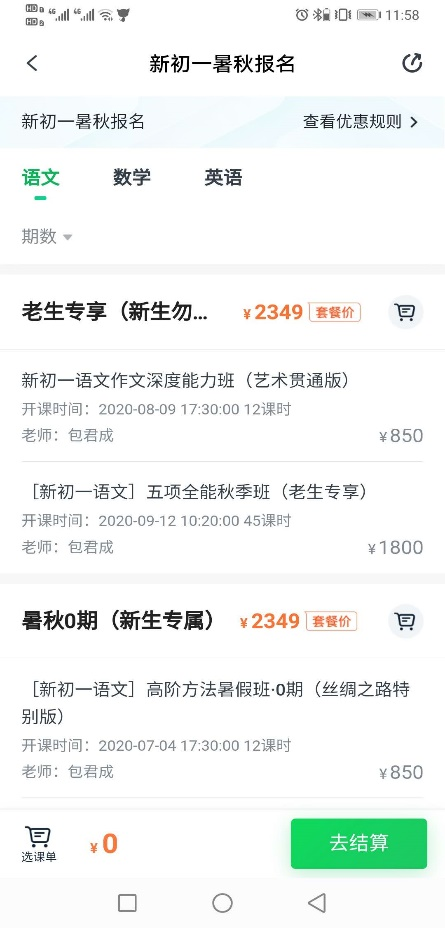 11:58
新初一暑秋报名
新初一暑秋报名 查看优惠规则
语文 数学 英语
期数
老生专享（新生勿... ¥2349 套餐价
新初一语文作文深度能力班（艺术贯通版）
开课时间：2020-08-09 17:30:00 12课时
老师：包君成 ¥850
［新初一语文］五项全能秋季班（老生专享）
开课时间：2020-09-12 10:20:00 45课时
老师：包君成 ¥1800
暑秋0期（新生专属） ¥2349 套餐价
［新初一语文］高阶方法暑假班·0期（丝绸之路特
别版）
开课时间：2020-07-04 17:30:00 12课时
老师：包君成 ¥850
选课单 ¥0 去结算